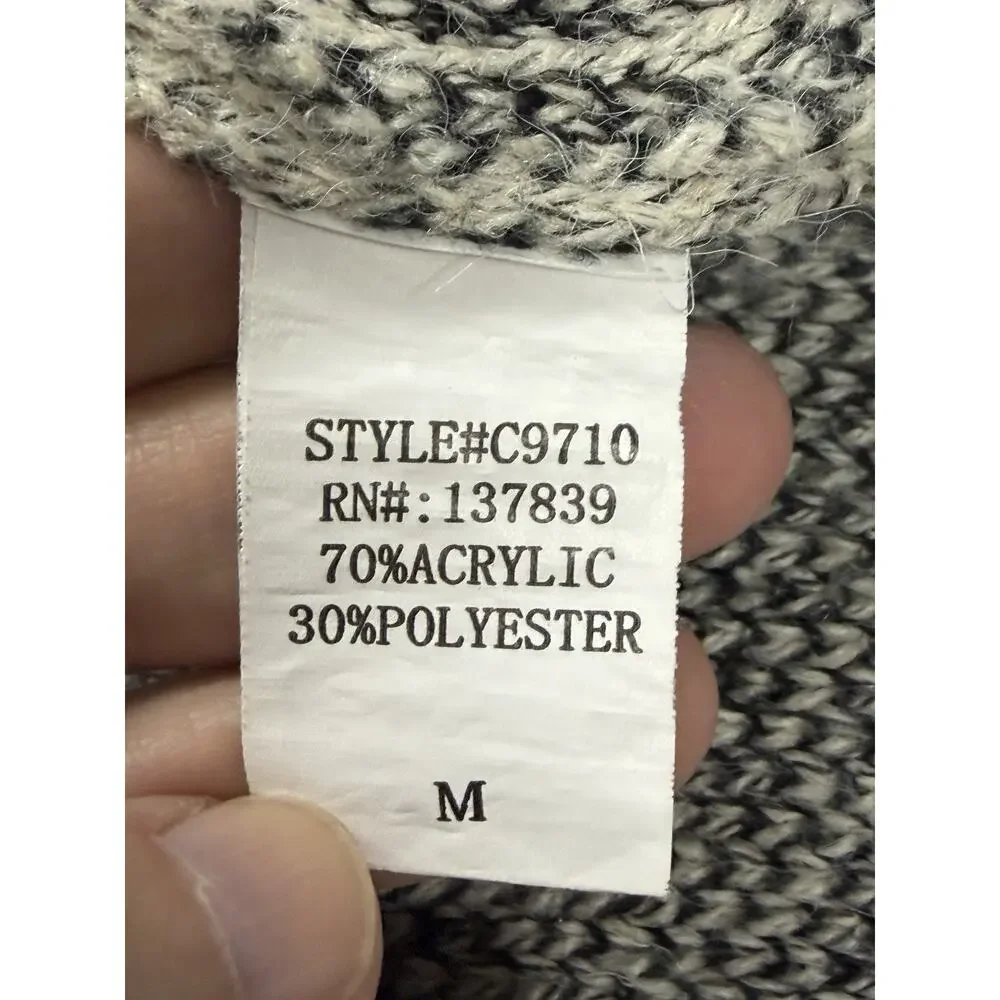 STYLE#C9710
RN#:137839
70%ACRYLIC
30%POLYESTER
M